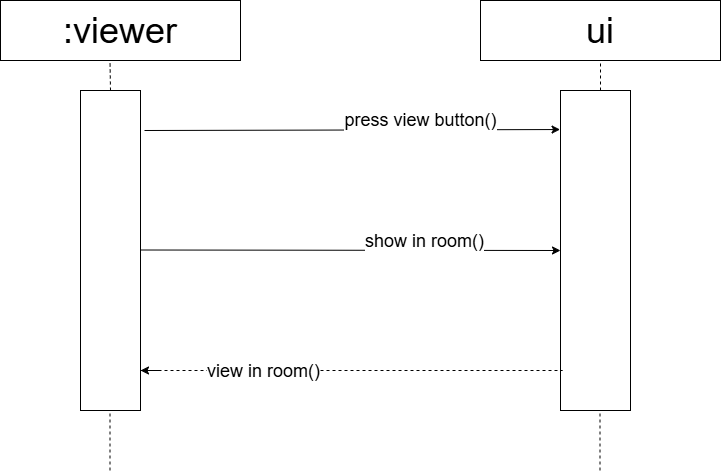 :viewer
ui
press view button()
show in room()
view in room()